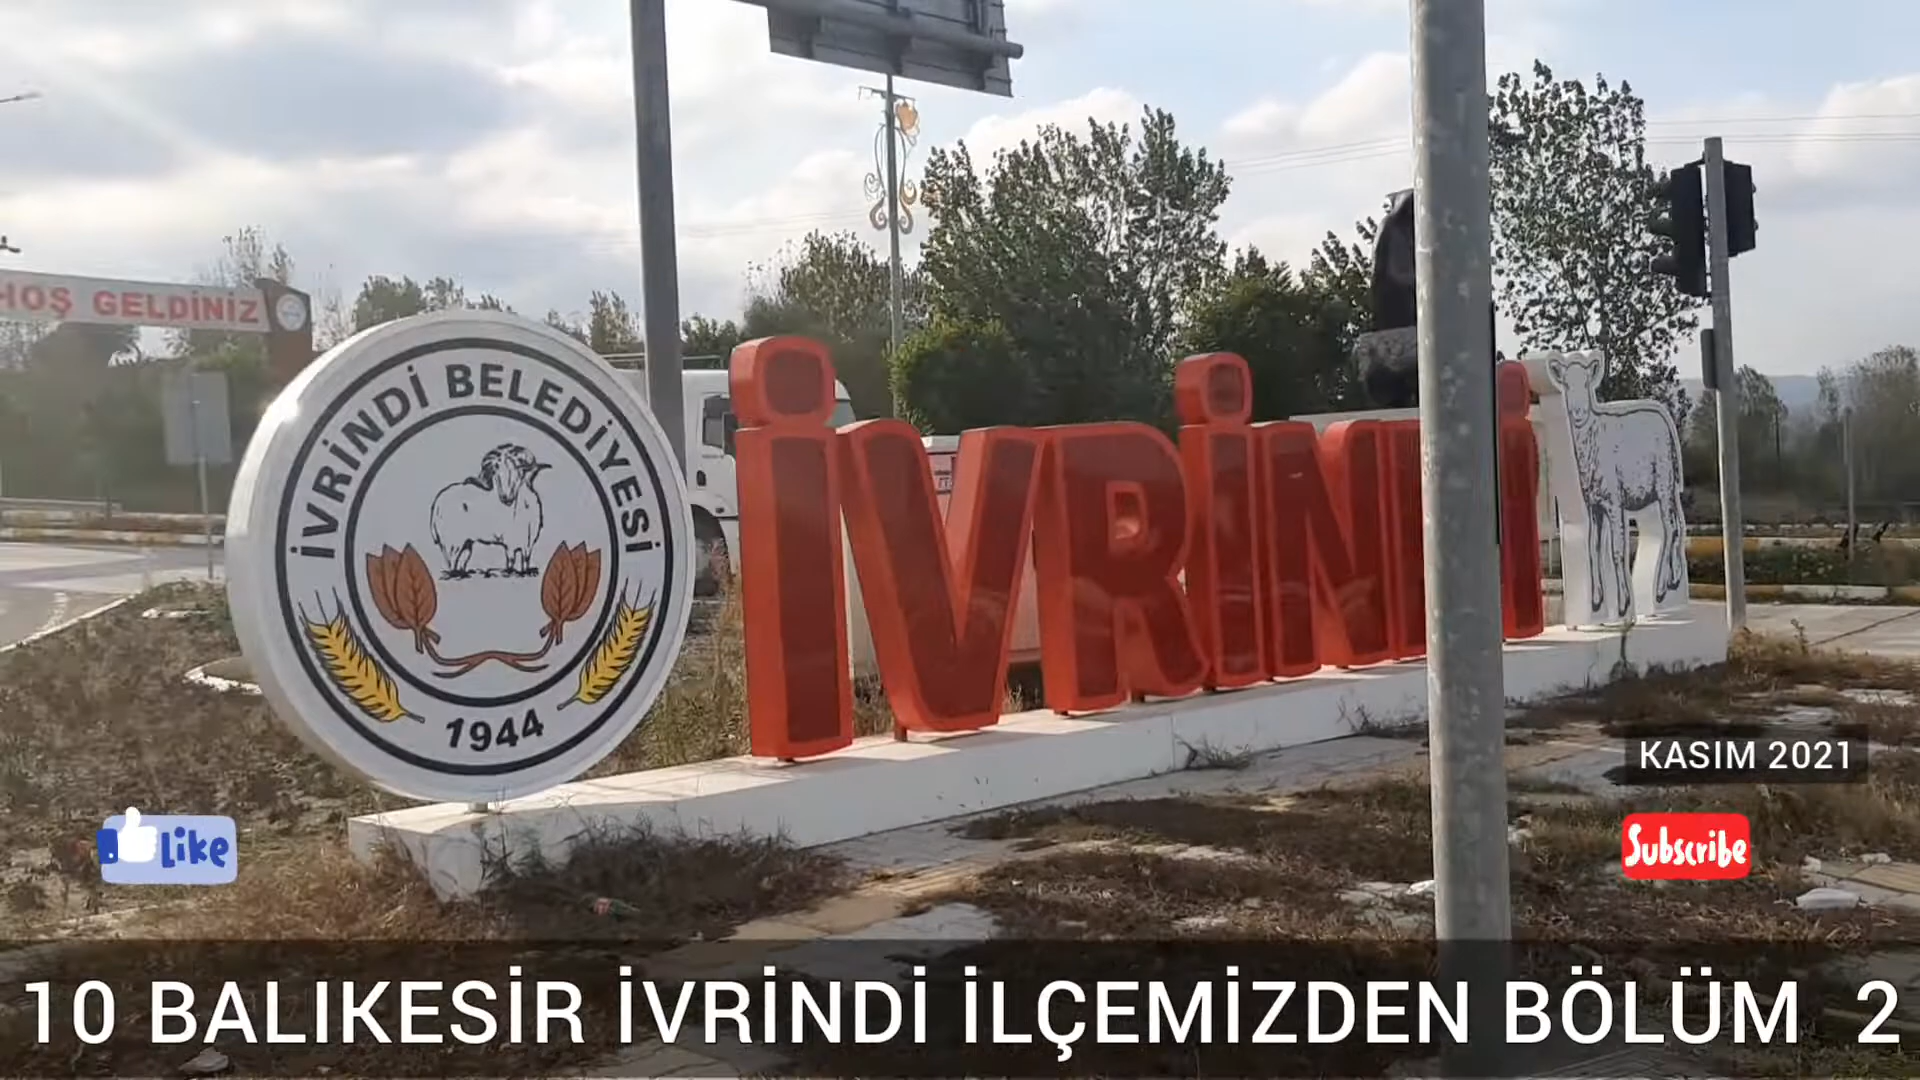 HOŞ GELDİNİZ
İVRİNDİ BELEDİYESİ
1944
İVRİNDİ
KASIM 2021
Like
Subscribe
10 BALIKESİR İVRİNDİ İLÇEMİZDEN BÖLÜM 2